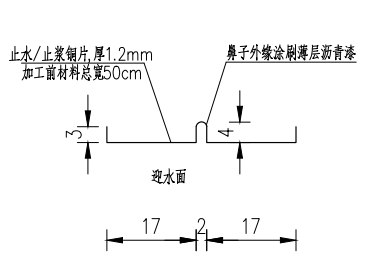 止水/止浆铜片,厚1.2mm
加工前材料总宽50cm
鼻子外缘涂刷薄层沥青漆
3
4
迎水面
17 2 17